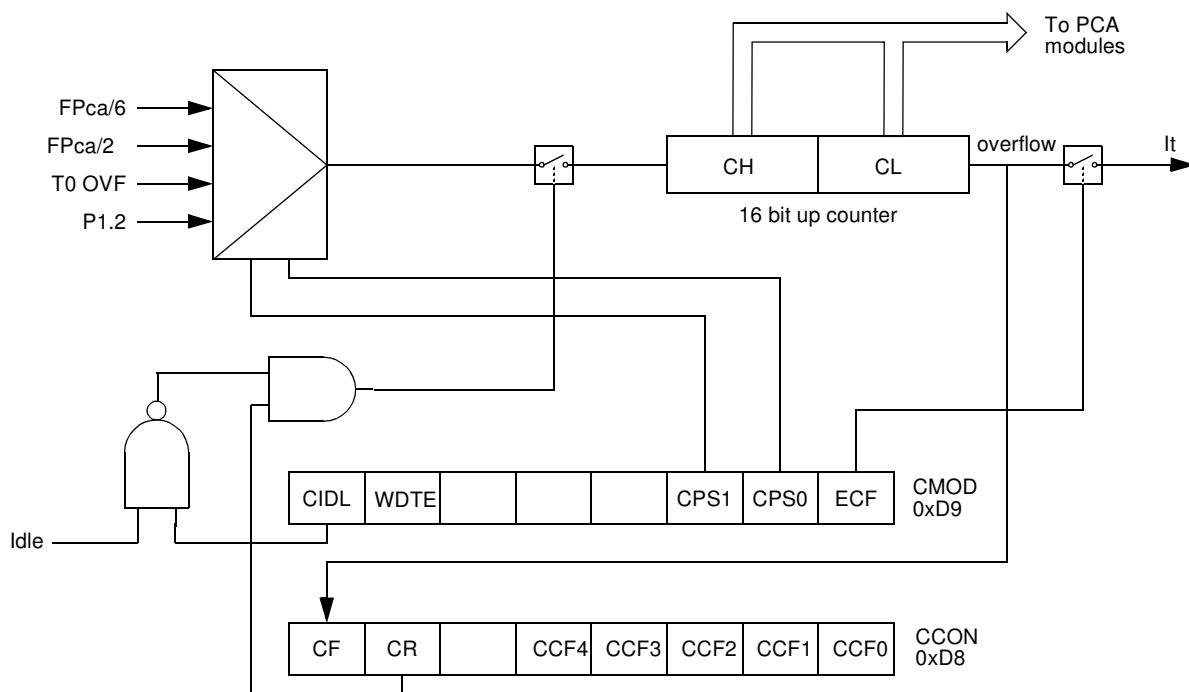 To PCA
modules
FPca/6
FPca/2
T0 OVF
P1.2
CH
CL
overflow
It
16 bit up counter
CIDL
WDTE
CPS1
CPS0
ECF
CMOD
0xD9
Idle
CF
CR
CCF4
CCF3
CCF2
CCF1
CCF0
CCON
0xD8